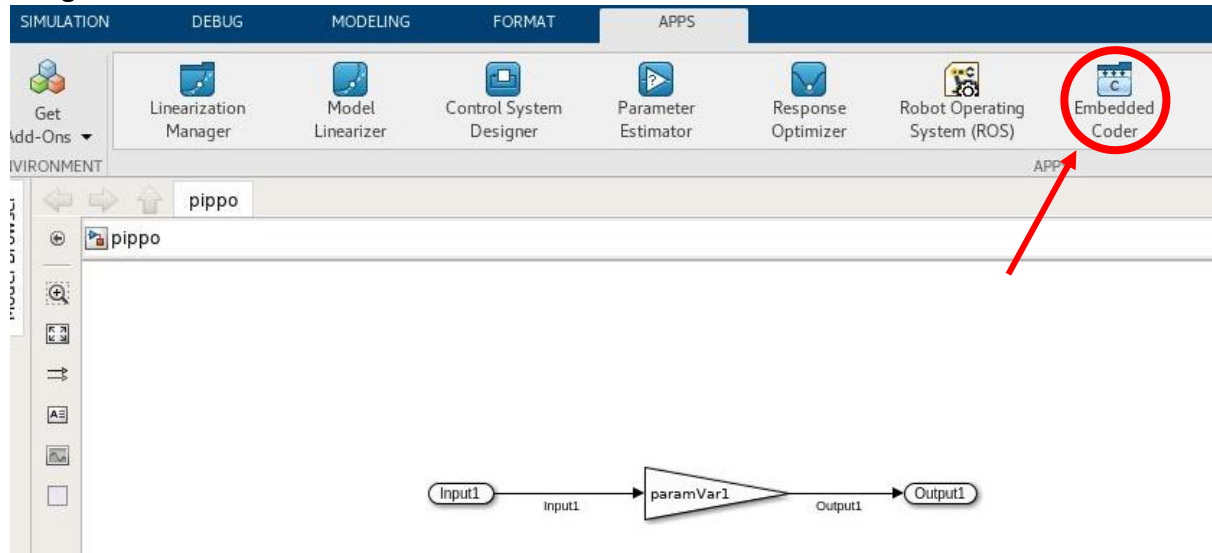 SIMULATION DEBUG MODELING FORMAT APPS
Get
Add-Ons
Linearization
Manager
Model
Linearizer
Control System
Designer
Parameter
Estimator
Response
Optimizer
Robot Operating
System (ROS)
C
Embedded
Coder
VIRONMENT
APP
pippo
pippo
Input1
Input1
paramVar1
Output1
Output1